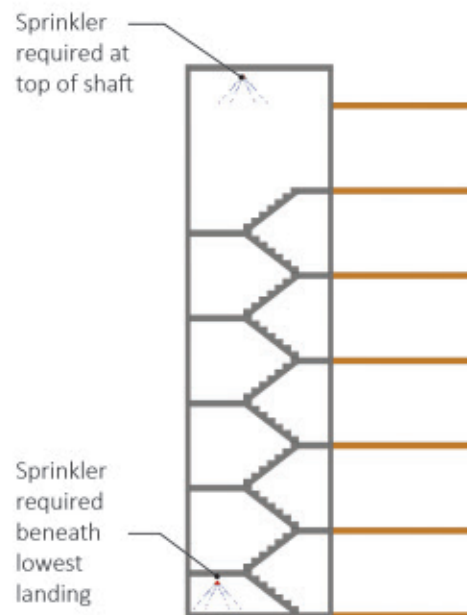 Sprinkler
required at
top of shaft
Sprinkler
required
beneath
lowest
landing